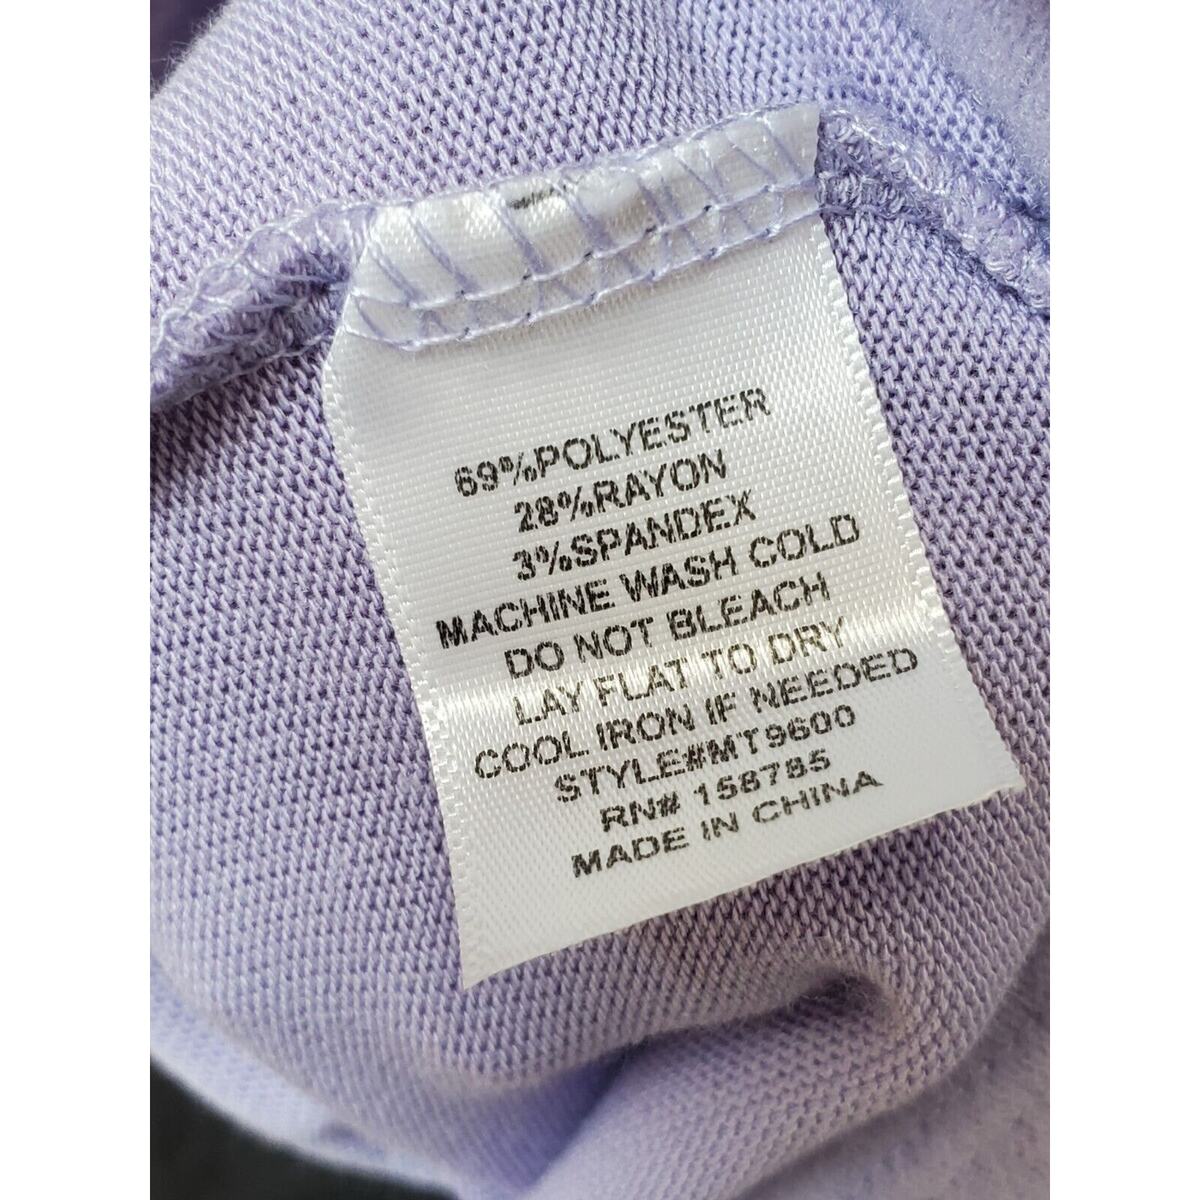 69%POLYESTER
28%RAYON
3%SPANDEX
MACHINE WASH COLD
DO NOT BLEACH
LAY FLAT TO DRY
COOL IRON IF NEEDED
STYLE#MT9600
RN# 158785
MADE IN CHINA